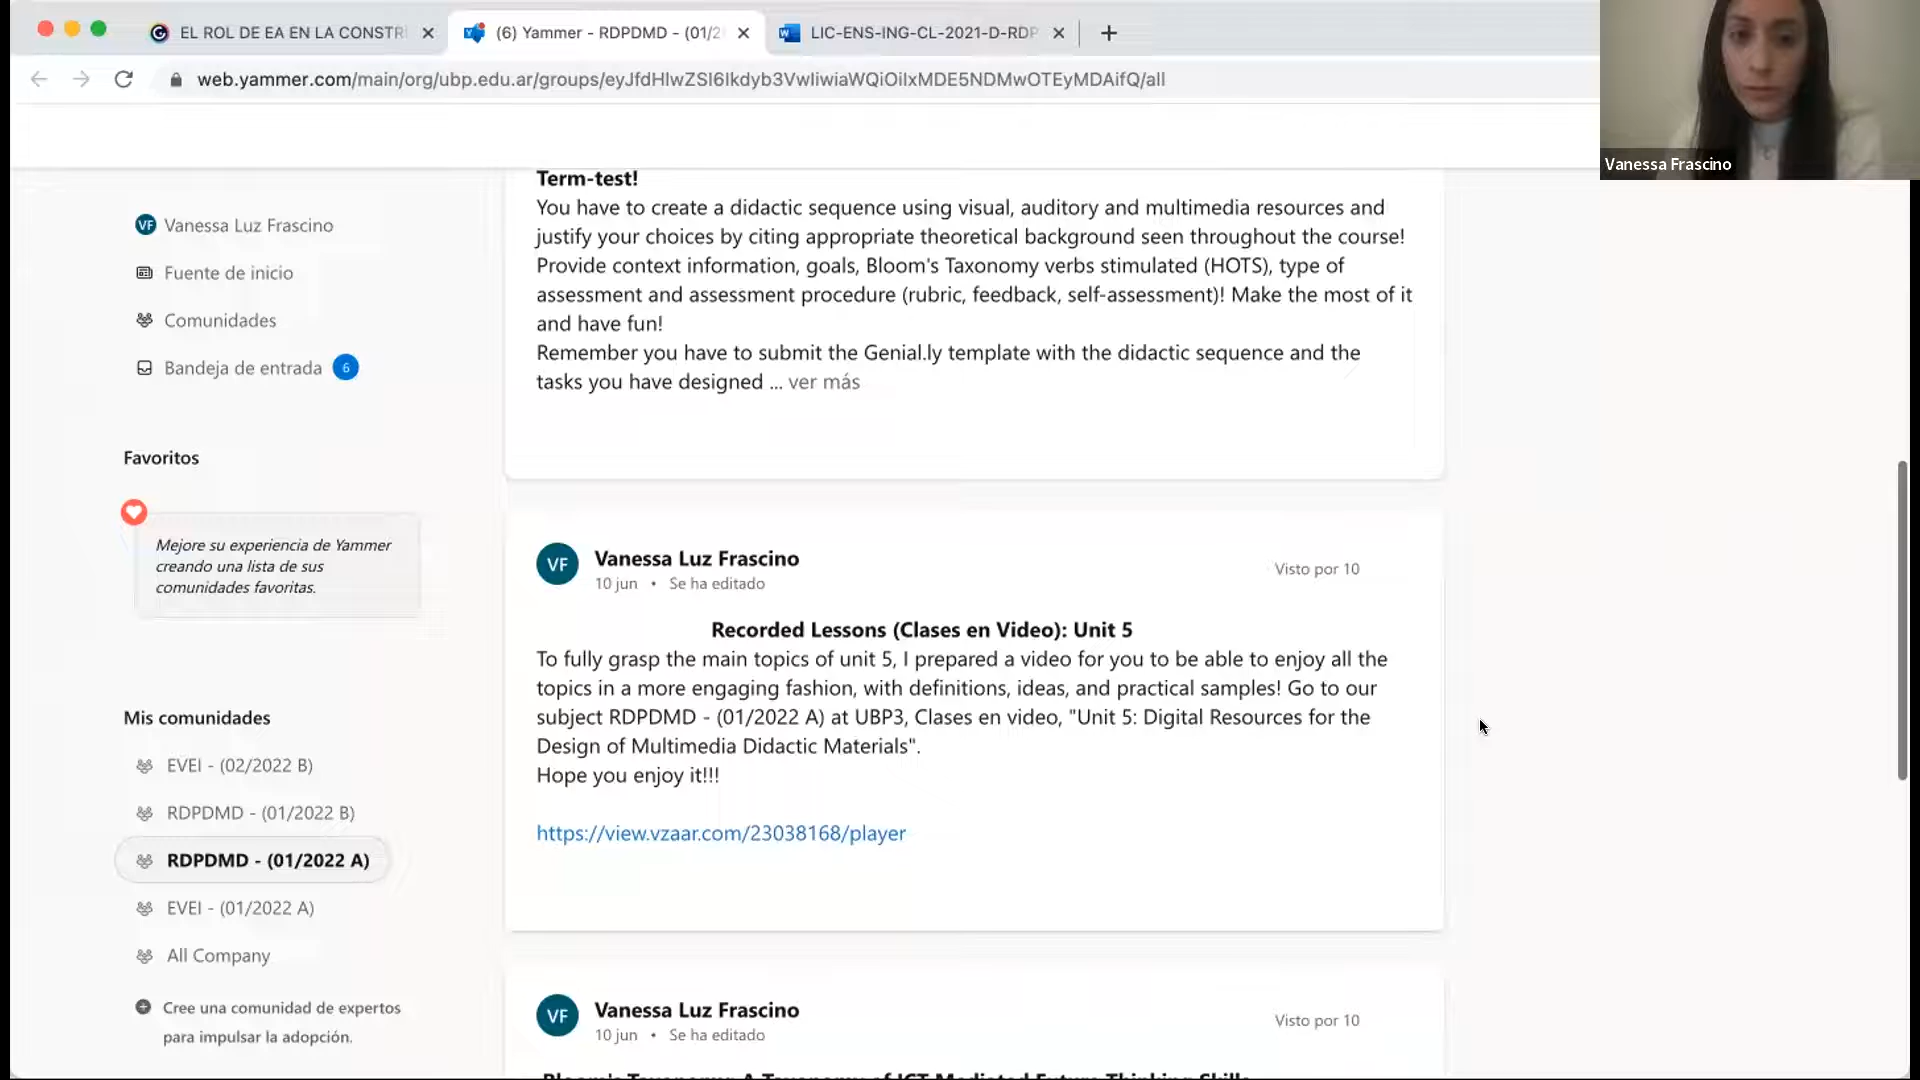 EL ROL DE EA EN LA CONSTR
(6) Yammer - RDPDMD - (01/2
LIC-ENS-ING-CL-2021-D-RDP
web.yammer.com/main/org/ubp.edu.ar/groups/eyJfdHlwZSI6Ikdyb3VwIiwiaWQiOiIxMDE5NDMwOTEyMDAifQ/all
Vanessa Frascino
VF Vanessa Luz Frascino
Fuente de inicio
Comunidades
Bandeja de entrada 6
Favoritos
Mejore su experiencia de Yammer
creando una lista de sus
comunidades favoritas.
Mis comunidades
EVEI - (02/2022 B)
RDPDMD - (01/2022 B)
RDPDMD - (01/2022 A)
EVEI - (01/2022 A)
All Company
Cree una comunidad de expertos
para impulsar la adopción.
Term-test!
You have to create a didactic sequence using visual, auditory and multimedia resources and
justify your choices by citing appropriate theoretical background seen throughout the course!
Provide context information, goals, Bloom's Taxonomy verbs stimulated (HOTS), type of
assessment and assessment procedure (rubric, feedback, self-assessment)! Make the most of it
and have fun!
Remember you have to submit the Genial.ly template with the didactic sequence and the
tasks you have designed ... ver más
VF Vanessa Luz Frascino
10 jun • Se ha editado
Visto por 10
Recorded Lessons (Clases en Video): Unit 5
To fully grasp the main topics of unit 5, I prepared a video for you to be able to enjoy all the
topics in a more engaging fashion, with definitions, ideas, and practical samples! Go to our
subject RDPDMD - (01/2022 A) at UBP3, Clases en video, "Unit 5: Digital Resources for the
Design of Multimedia Didactic Materials".
Hope you enjoy it!!!
https://view.vzaar.com/23038168/player
VF Vanessa Luz Frascino
10 jun • Se ha editado
Visto por 10
Bloom's Taxonomy: A Taxonomy of ICT Mediated Future Thinking Skills